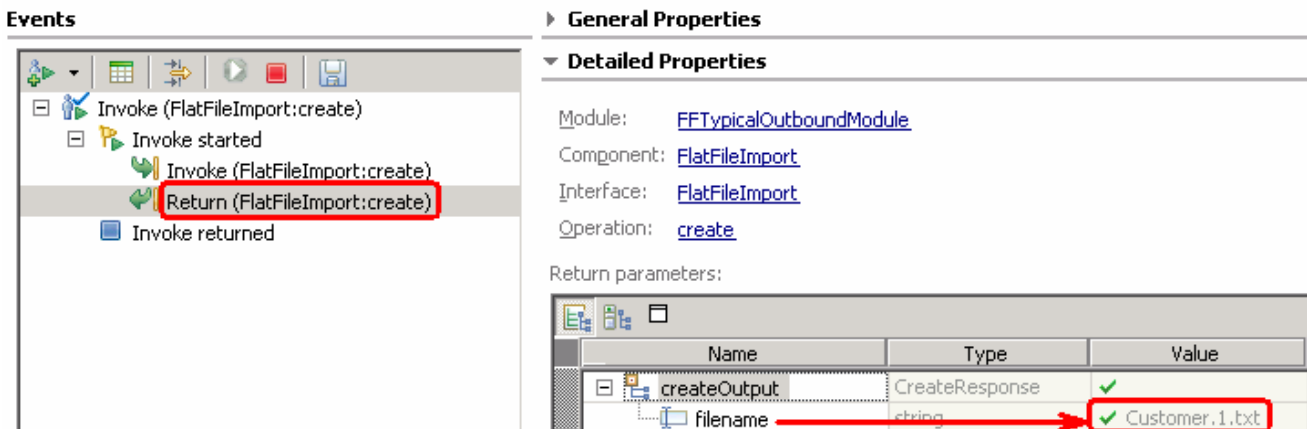 Events
Invoke (FlatFileImport:create)
Invoke started
Invoke (FlatFileImport:create)
Return (FlatFileImport:create)
Invoke returned
General Properties
Detailed Properties
Module: FFTypicalOutboundModule
Component: FlatFileImport
Interface: FlatFileImport
Operation: create
Return parameters:
Name Type Value
createOutput CreateResponse
filename string Customer.1.txt